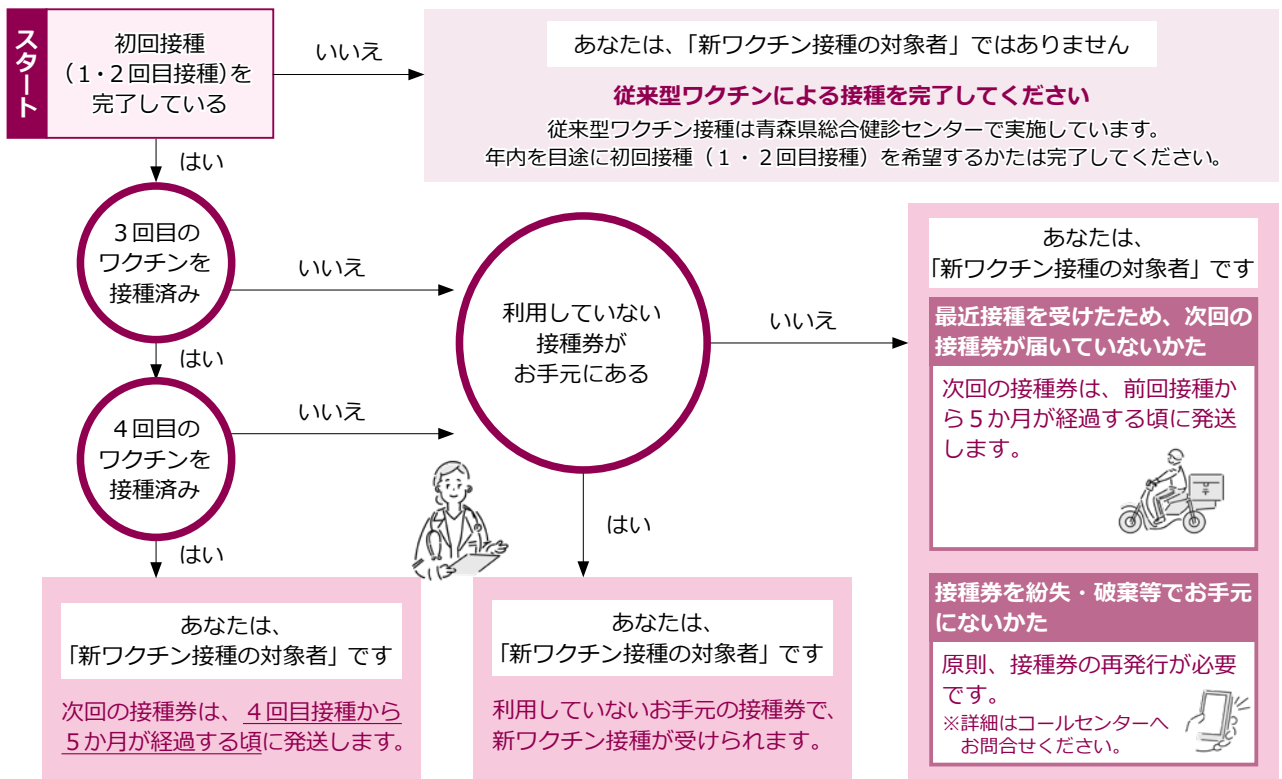 スタート
初回接種
（1・2回目接種）を
完了している
いいえ
あなたは、「新ワクチン接種の対象者」ではありません
従来型ワクチンによる接種を完了してください
従来型ワクチン接種は青森県総合健診センターで実施しています。
年内を目途に初回接種（１・２回目接種）を希望するかたは完了してください。
はい
３回目の
ワクチンを
接種済み
いいえ
はい
４回目の
ワクチンを
接種済み
いいえ
はい
利用していない
接種券が
お手元にある
いいえ
はい
あなたは、
「新ワクチン接種の対象者」です
次回の接種券は、４回目接種から
５か月が経過する頃に発送します。
あなたは、
「新ワクチン接種の対象者」です
利用していないお手元の接種券で、
新ワクチン接種が受けられます。
あなたは、
「新ワクチン接種の対象者」です
最近接種を受けたため、次回の
接種券が届いていないかた
次回の接種券は、前回接種か
ら５か月が経過する頃に発送
します。
〒
接種券を紛失・破棄等でお手元
にないかた
原則、接種券の再発行が必要
です。
※詳細はコールセンターへ
お問合せください。